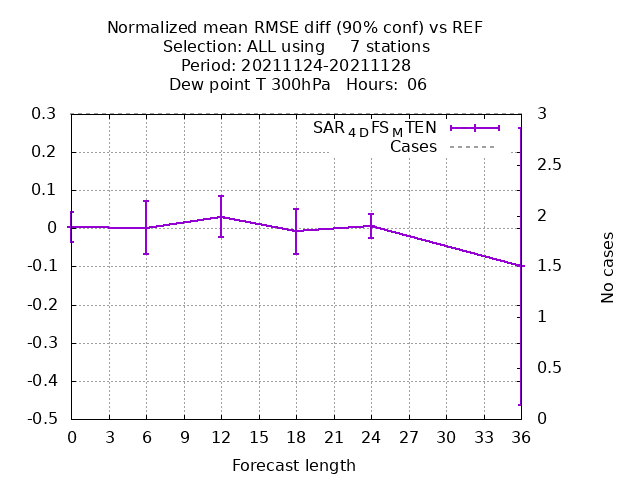 Normalized mean RMSE diff (90% conf) vs REF
Selection: ALL using     7 stations
Period: 20211124-20211128
Dew point T 300hPa   Hours: 06
SAR4DFSMTEN
Cases
0.3
0.2
0.1
0
-0.1
-0.2
-0.3
-0.4
-0.5
3
2.5
2
1.5
1
0.5
0
No cases
0 3 6 9 12 15 18 21 24 27 30 33 36
Forecast length